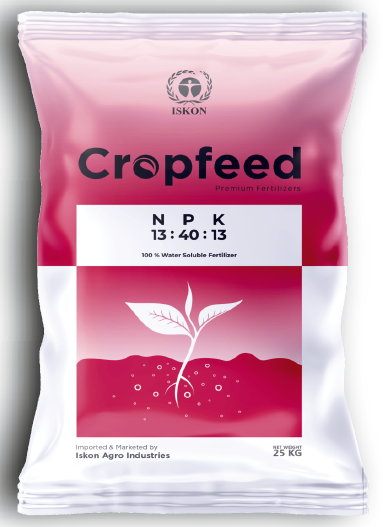 ISKON
Cropfeed
Premium Fertilizers
N P K
13 : 40 : 13
100 % Water Soluble Fertilizer
Imported & Marketed by
Iskon Agro Industries
NET WEIGHT
25 KG